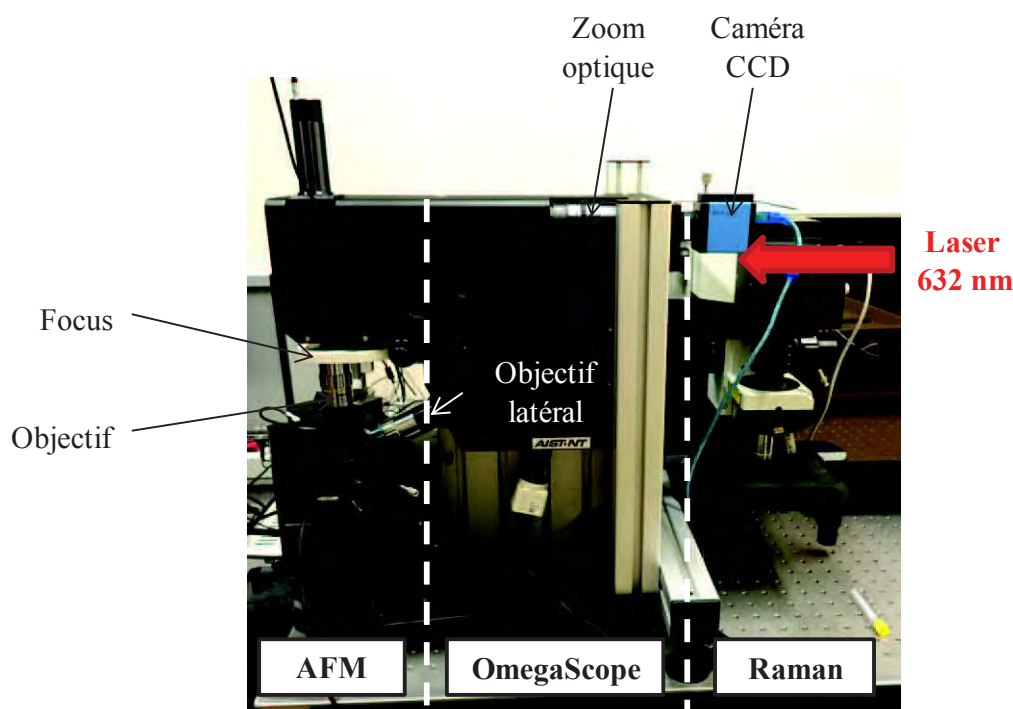 Zoom
optique
Caméra
CCD
Laser
632 nm
Focus
Objectif
latéral
Objectif
AIST-NT
AFM
OmegaScope
Raman